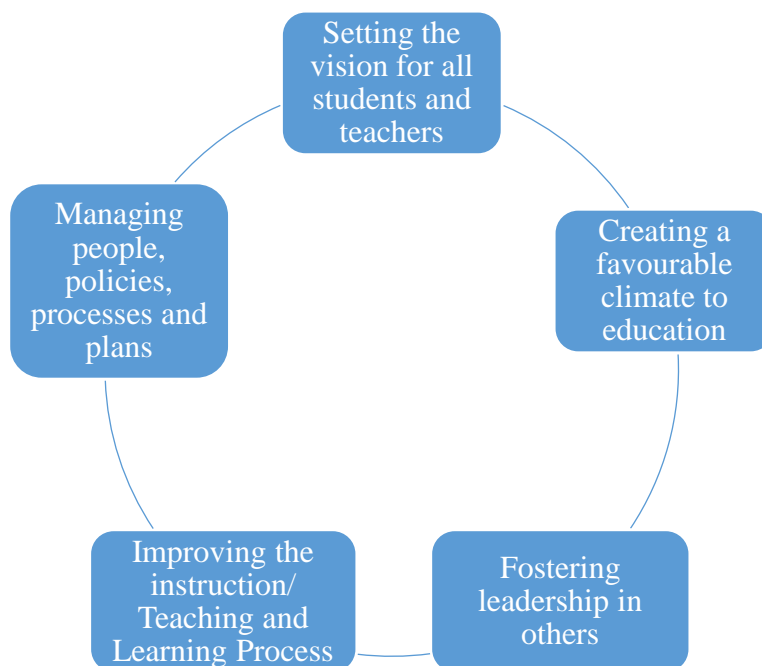 Setting the
vision for all
students and
teachers
Creating a
favourable
climate to
education
Fostering
leadership in
others
Improving the
instruction/
Teaching and
Learning Process
Managing
people,
policies,
processes and
plans